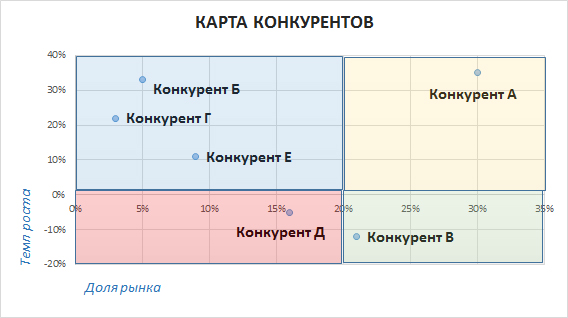 КАРТА КОНКУРЕНТОВ
40%
30%
20%
10%
0%
-10%
-20%
0%
5%
10%
15%
20%
25%
30%
35%
Конкурент А
Конкурент Б
Конкурент Г
Конкурент Е
Конкурент Д
Конкурент В
Темп роста
Доля рынка